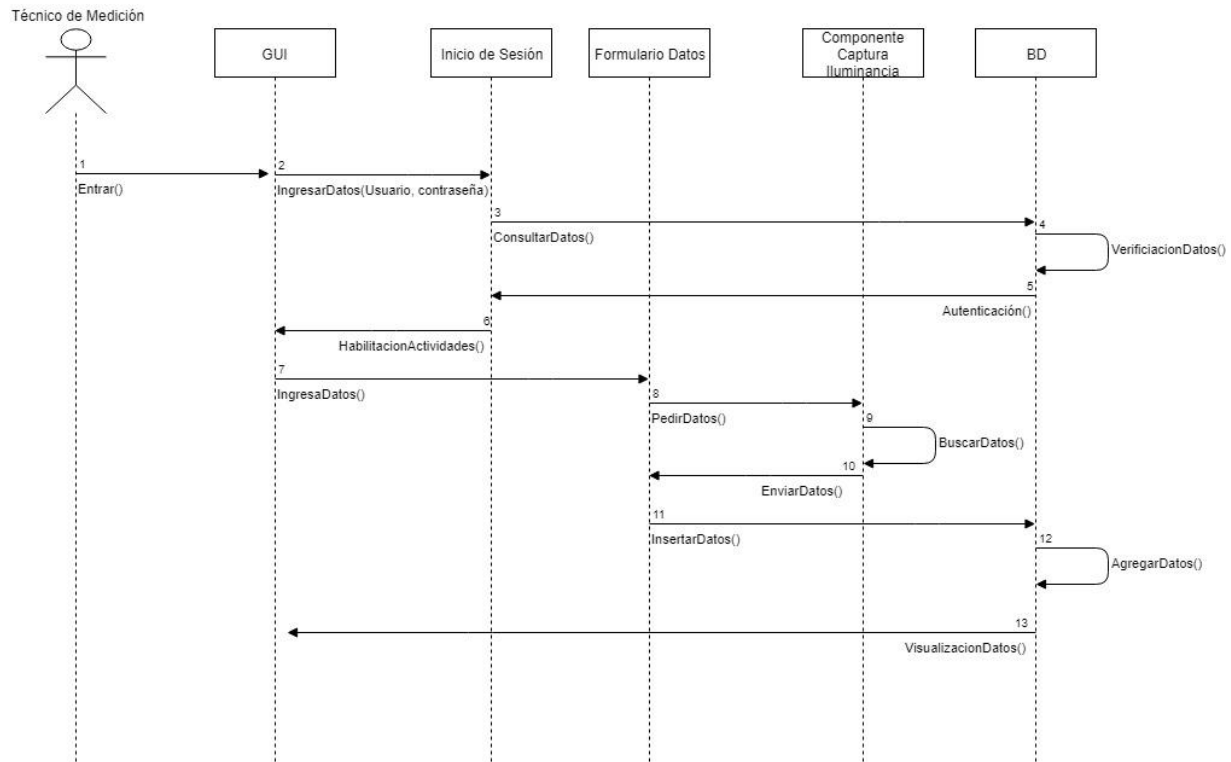 Técnico de Medición
GUI
Inicio de Sesión
Formulario Datos
Componente
Captura
Iluminancia
BD
1
Entrar()
2
IngresarDatos(Usuario, contraseña)
3
ConsultarDatos()
4
VerificiacionDatos()
5
Autenticación()
6
HabilitacionActividades()
7
IngresaDatos()
8
PedirDatos()
9
BuscarDatos()
10
EnviarDatos()
11
InsertarDatos()
12
AgregarDatos()
13
VisualizacionDatos()